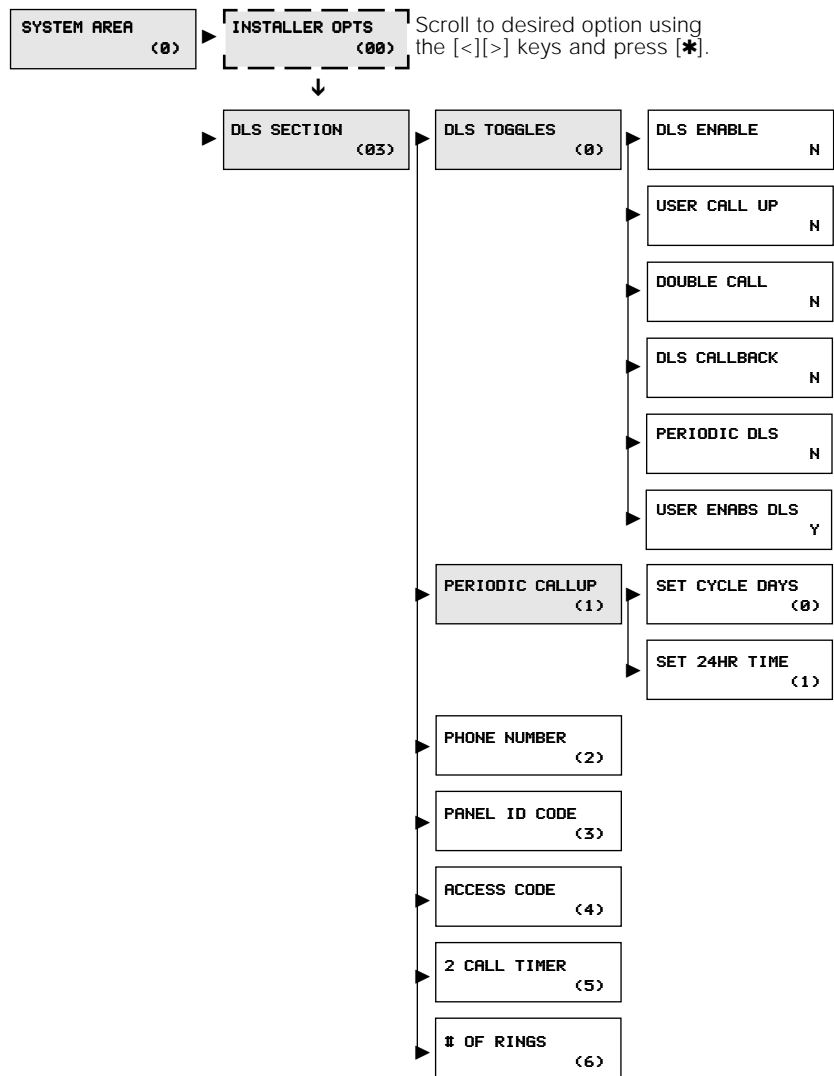 SYSTEM AREA
(0)
INSTALLER OPTS
(00)
Scroll to desired option using
the [<][>] keys and press [✱].
DLS SECTION
(03)
DLS TOGGLES
(0)
DLS ENABLE
N
USER CALL UP
N
DOUBLE CALL
N
DLS CALLBACK
N
PERIODIC DLS
N
USER ENABS DLS
Y
PERIODIC CALLUP
(1)
SET CYCLE DAYS
(0)
SET 24HR TIME
(1)
PHONE NUMBER
(2)
PANEL ID CODE
(3)
ACCESS CODE
(4)
2 CALL TIMER
(5)
# OF RINGS
(6)